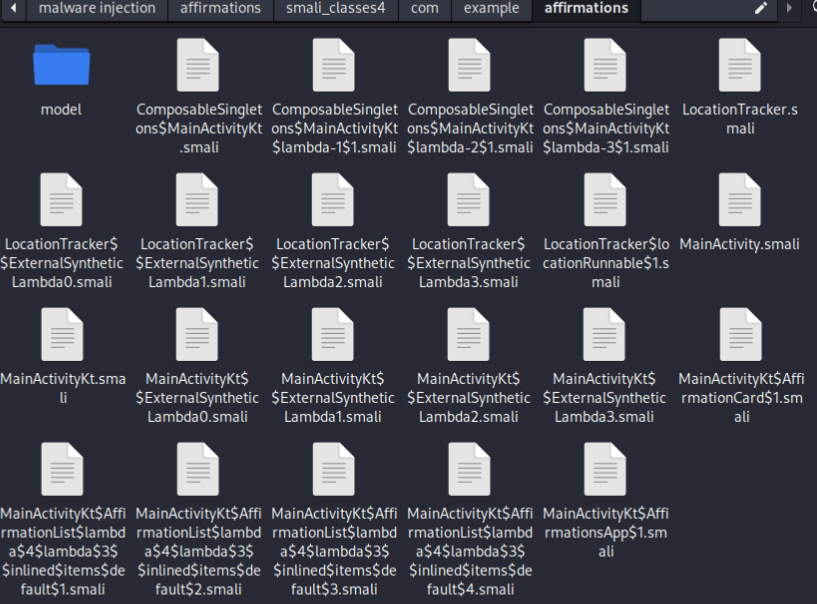 malware injection affirmations smali_classes4 com example affirmations
model
ComposableSinglet
ons$MainActivityKt
.smali
ComposableSinglet
ons$MainActivityKt
$lambda-1$1.smali
ComposableSinglet
ons$MainActivityKt
$lambda-2$1.smali
ComposableSinglet
ons$MainActivityKt
$lambda-3$1.smali
LocationTracker.s
mali
LocationTracker$
$ExternalSynthetic
Lambda0.smali
LocationTracker$
$ExternalSynthetic
Lambda1.smali
LocationTracker$
$ExternalSynthetic
Lambda2.smali
LocationTracker$
$ExternalSynthetic
Lambda3.smali
LocationTracker$lo
cationRunnable$1.s
mali
MainActivity.smali
MainActivityKt.sma
li
MainActivityKt$
$ExternalSynthetic
Lambda0.smali
MainActivityKt$
$ExternalSynthetic
Lambda1.smali
MainActivityKt$
$ExternalSynthetic
Lambda2.smali
MainActivityKt$
$ExternalSynthetic
Lambda3.smali
MainActivityKt$Affi
rmationCard$1.sm
ali
MainActivityKt$Affi
rmationList$lambd
a$4$lambda$3$
$inlined$items$de
fault$1.smali
MainActivityKt$Affi
rmationList$lambd
a$4$lambda$3$
$inlined$items$de
fault$2.smali
MainActivityKt$Affi
rmationList$lambd
a$4$lambda$3$
$inlined$items$de
fault$3.smali
MainActivityKt$Affi
rmationList$lambd
a$4$lambda$3$
$inlined$items$de
fault$4.smali
MainActivityKt$Affi
rmationsApp$1.sm
ali